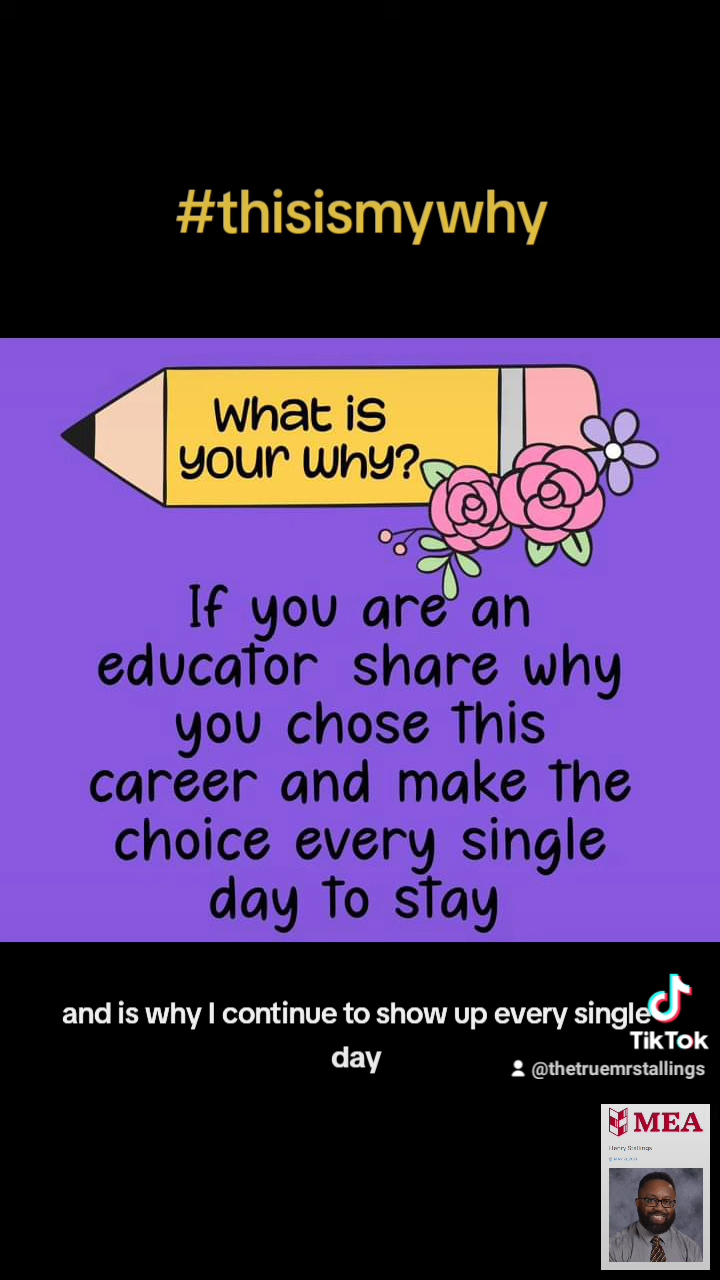 #thisismywhy
What is
your why?
If you are an
educator share why
you chose this
career and make the
choice every single
day to stay
and is why I continue to show up every single
day
TikTok
@thetruemrstallings
MEA
Henry Stallings